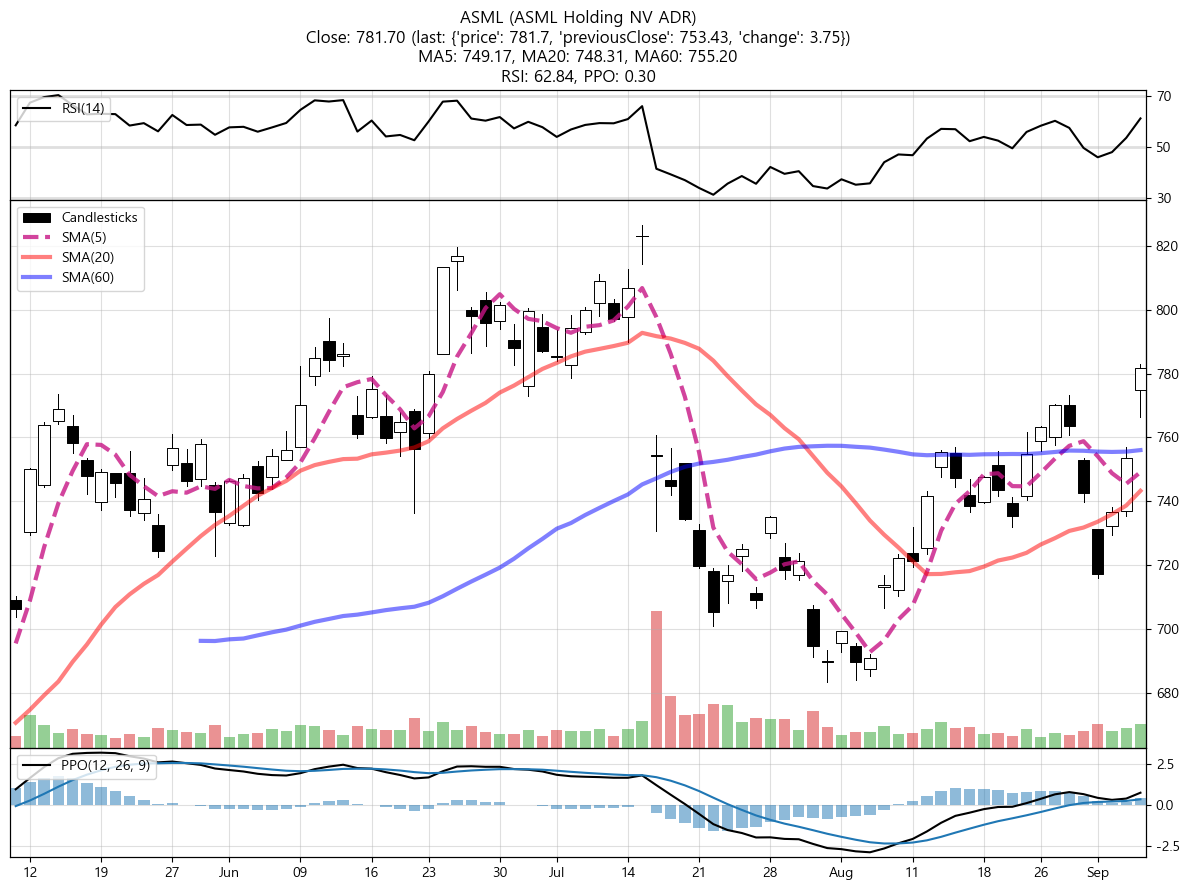 ASML (ASML Holding NV ADR)
Close: 781.70 (last: {'price': 781.7, 'previousClose': 753.43, 'change': 3.75})
MA5: 749.17, MA20: 748.31, MA60: 755.20
RSI: 62.84, PPO: 0.30
RSI(14)
70
50
30
Candlesticks
SMA(5)
SMA(20)
SMA(60)
820
800
780
760
740
720
700
680
PPO(12, 26, 9)
2.5
0.0
−2.5
12 19 27 Jun 09 16 23 30 Jul 14 21 28 Aug 11 18 26 Sep